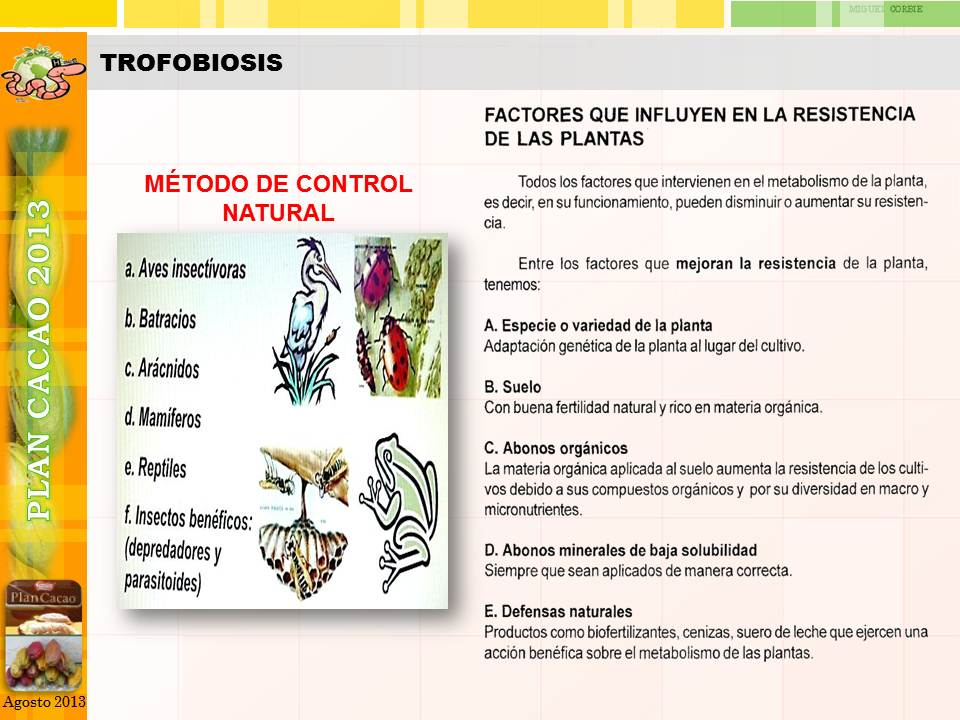 MIGUEL CORBIE
TROFOBIOSIS
PLAN CACAO 2013
Plan Cacao
Agosto 2013
MÉTODO DE CONTROL
NATURAL
a. Aves insectívoras
b. Batracios
c. Arácnidos
d. Mamíferos
e. Reptiles
f. Insectos benéficos:
(depredadores y
parasitoides)
FACTORES QUE INFLUYEN EN LA RESISTENCIA
DE LAS PLANTAS
Todos los factores que intervienen en el metabolismo de la planta,
es decir, en su funcionamiento, pueden disminuir o aumentar su resisten-
cia.
Entre los factores que mejoran la resistencia de la planta,
tenemos:
A. Especie o variedad de la planta
Adaptación genética de la planta al lugar del cultivo.
B. Suelo
Con buena fertilidad natural y rico en materia orgánica.
C. Abonos orgánicos
La materia orgánica aplicada al suelo aumenta la resistencia de los culti-
vos debido a sus compuestos orgánicos y por su diversidad en macro y
micronutrientes.
D. Abonos minerales de baja solubilidad
Siempre que sean aplicados de manera correcta.
E. Defensas naturales
Productos como biofertilizantes, cenizas, suero de leche que ejercen una
acción benéfica sobre el metabolismo de las plantas.